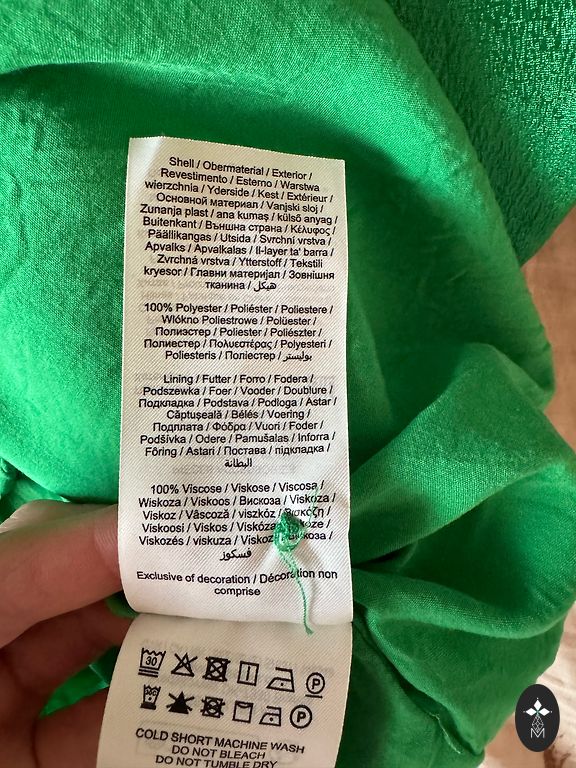 Shell / Obermaterial / Exterior /
Revestimento / Esterno / Warstwa
wierzchnia / Yderside / Kest / Extérieur /
Основной материал / Vanjski sloj /
Zunanja plast / ana kumaş / külső anyag /
Buitenkant / Външна страна / Κέλυφος /
Päällikangas / Utsida / Svrchní vrstva /
Apvalks / Apvalkalas / Il-layer ta' barra /
Zvrchná vrstva / Ytterstoff / Tekstili
kryesor / Главни материјал / Зовнішня
тканина / هيكل
100% Polyester / Poliéster / Poliestere /
Włókno Poliestrowe / Polüester /
Полиэстер / Poliester / Poliészter /
Полиестер / Πολυεστέρας / Polyesteri /
Poliesteris / Поліестер / بوليستر
Lining / Futter / Forro / Fodera /
Podszewka / Foer / Vooder / Doublure /
Подкладка / Podstava / Podloga / Astar /
Căptușeală / Bélés / Voering /
Подплата / Φόδρα / Vuori / Foder /
Podšívka / Odere / Pamušalas / Inforra /
Fôring / Astari / Постава / підкладка /
البطانة
100% Viscose / Viskose / Viscosa /
Wiskoza / Viskoos / Вискоза / Viskoza /
Viskoz / Vâscoză / viszkóz /
Viskoosi / Viskos / Viskóza
Viskozés / viskuza / Viskoz
فسكوز
Exclusive of decoration / Décoration non
comprise
30
P
P
COLD SHORT MACHINE WASH
DO NOT BLEACH
DO NOT TUMBLE DRY
M